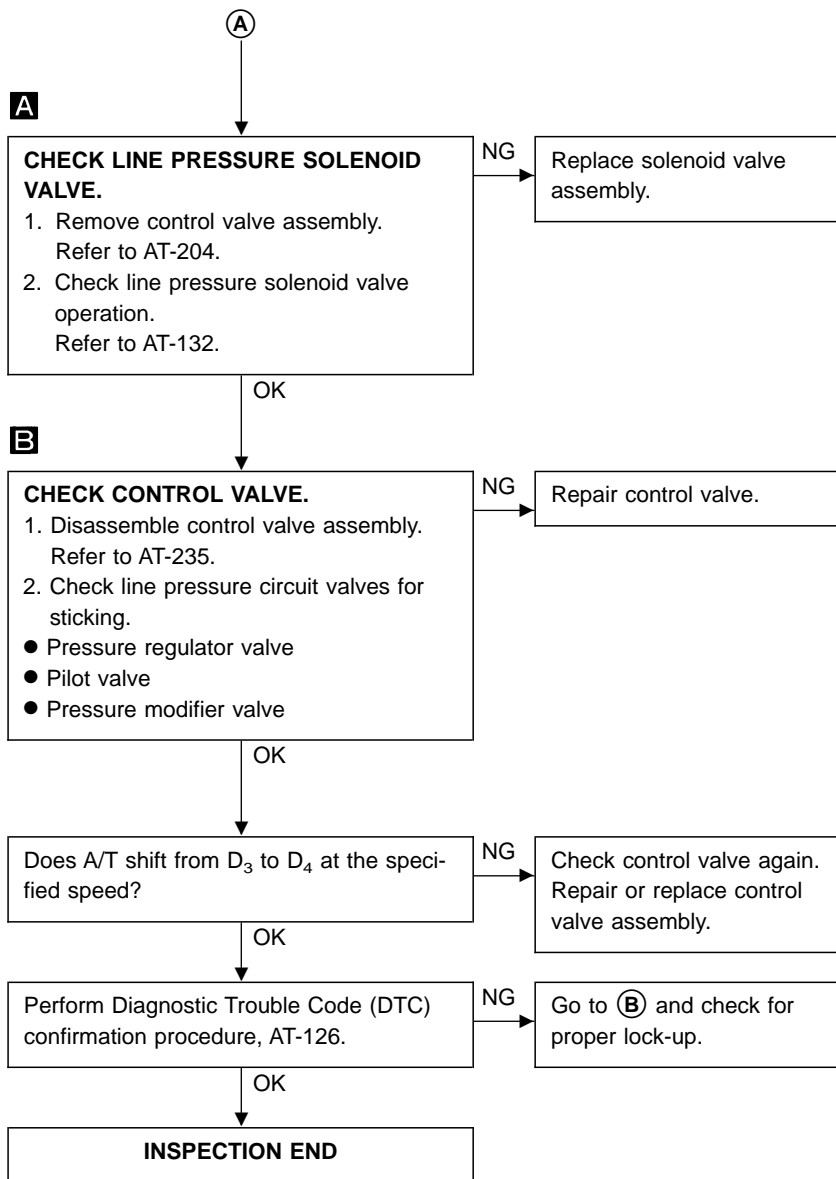 A
A
CHECK LINE PRESSURE SOLENOID
VALVE.
1. Remove control valve assembly.
Refer to AT-204.
2. Check line pressure solenoid valve
operation.
Refer to AT-132.
NG
Replace solenoid valve
assembly.
OK
B
CHECK CONTROL VALVE.
1. Disassemble control valve assembly.
Refer to AT-235.
2. Check line pressure circuit valves for
sticking.
● Pressure regulator valve
● Pilot valve
● Pressure modifier valve
NG
Repair control valve.
OK
Does A/T shift from D₃ to D₄ at the speci-
fied speed?
NG
Check control valve again.
Repair or replace control
valve assembly.
OK
Perform Diagnostic Trouble Code (DTC)
confirmation procedure, AT-126.
NG
Go to Ⓑ and check for
proper lock-up.
OK
INSPECTION END